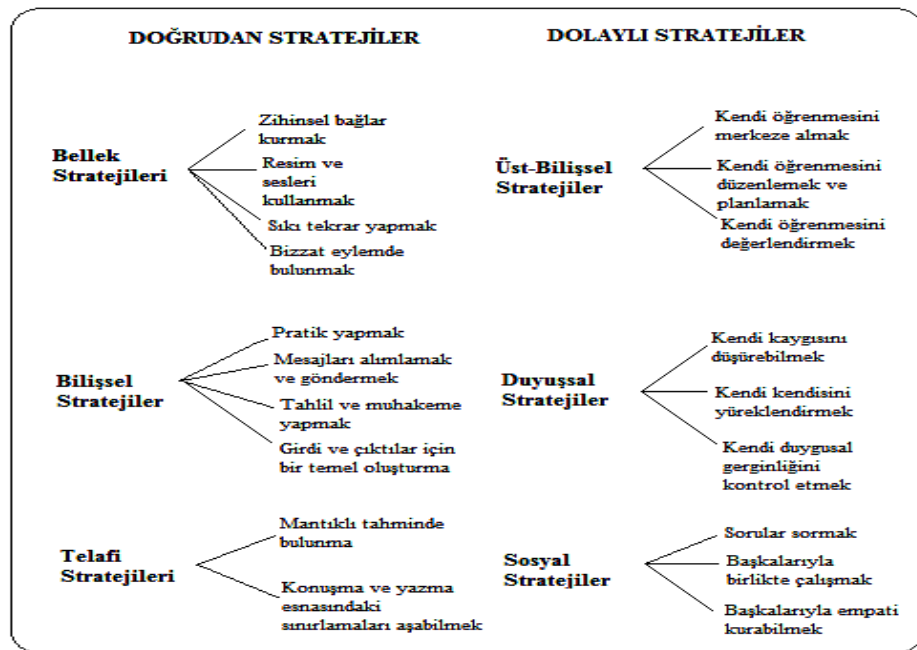 DOĞRUDAN STRATEJİLER
Bellek
Stratejileri
Zihinsel bağlar
kurmak
Resim ve
sesleri
kullanmak
Sıkı tekrar yapmak
Bizzat eylemde
bulunmak
Bilişsel
Stratejiler
Pratik yapmak
Mesajları alımlamak
ve göndermek
Tahlil ve muhakeme
yapmak
Girdi ve çıktılar için
bir temel oluşturma
Telafi
Stratejileri
Mantıklı tahminde
bulunma
Konuşma ve yazma
esnasındaki
sınırlamaları aşabilmek
DOLAYLI STRATEJİLER
Üst-Bilişsel
Stratejiler
Kendi öğrenmesini
merkeze almak
Kendi öğrenmesini
düzenlemek ve
planlamak
Kendi öğrenmesini
değerlendirmek
Duyuşsal
Stratejiler
Kendi kaygısını
düşürebilmek
Kendi kendisini
yüreklendirmek
Kendi duygusal
gerginliğini
kontrol etmek
Sosyal
Stratejiler
Sorular sormak
Başkalarıyla
birlikte çalışmak
Başkalarıyla empati
kurabilmek